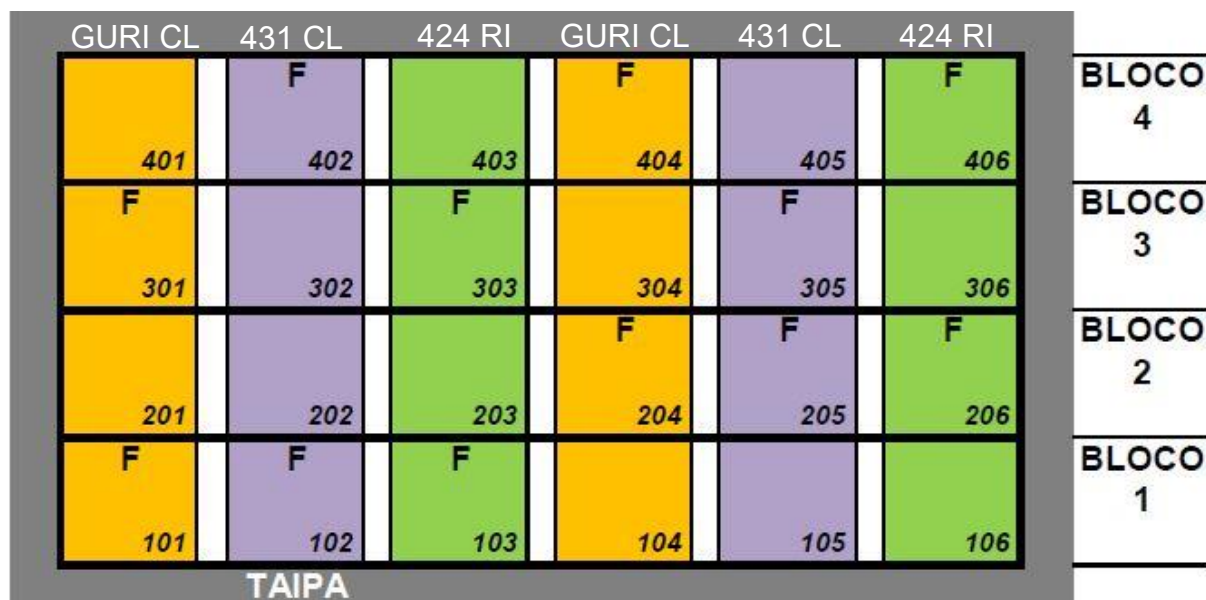 GURI CL 431 CL 424 RI GURI CL 431 CL 424 RI
F F F BLOCO
401 402 403 404 405 406 4
F F F BLOCO
301 302 303 304 305 306 3
F F F BLOCO
201 202 203 204 205 206 2
F F F BLOCO
101 102 103 104 105 106 1
TAIPA